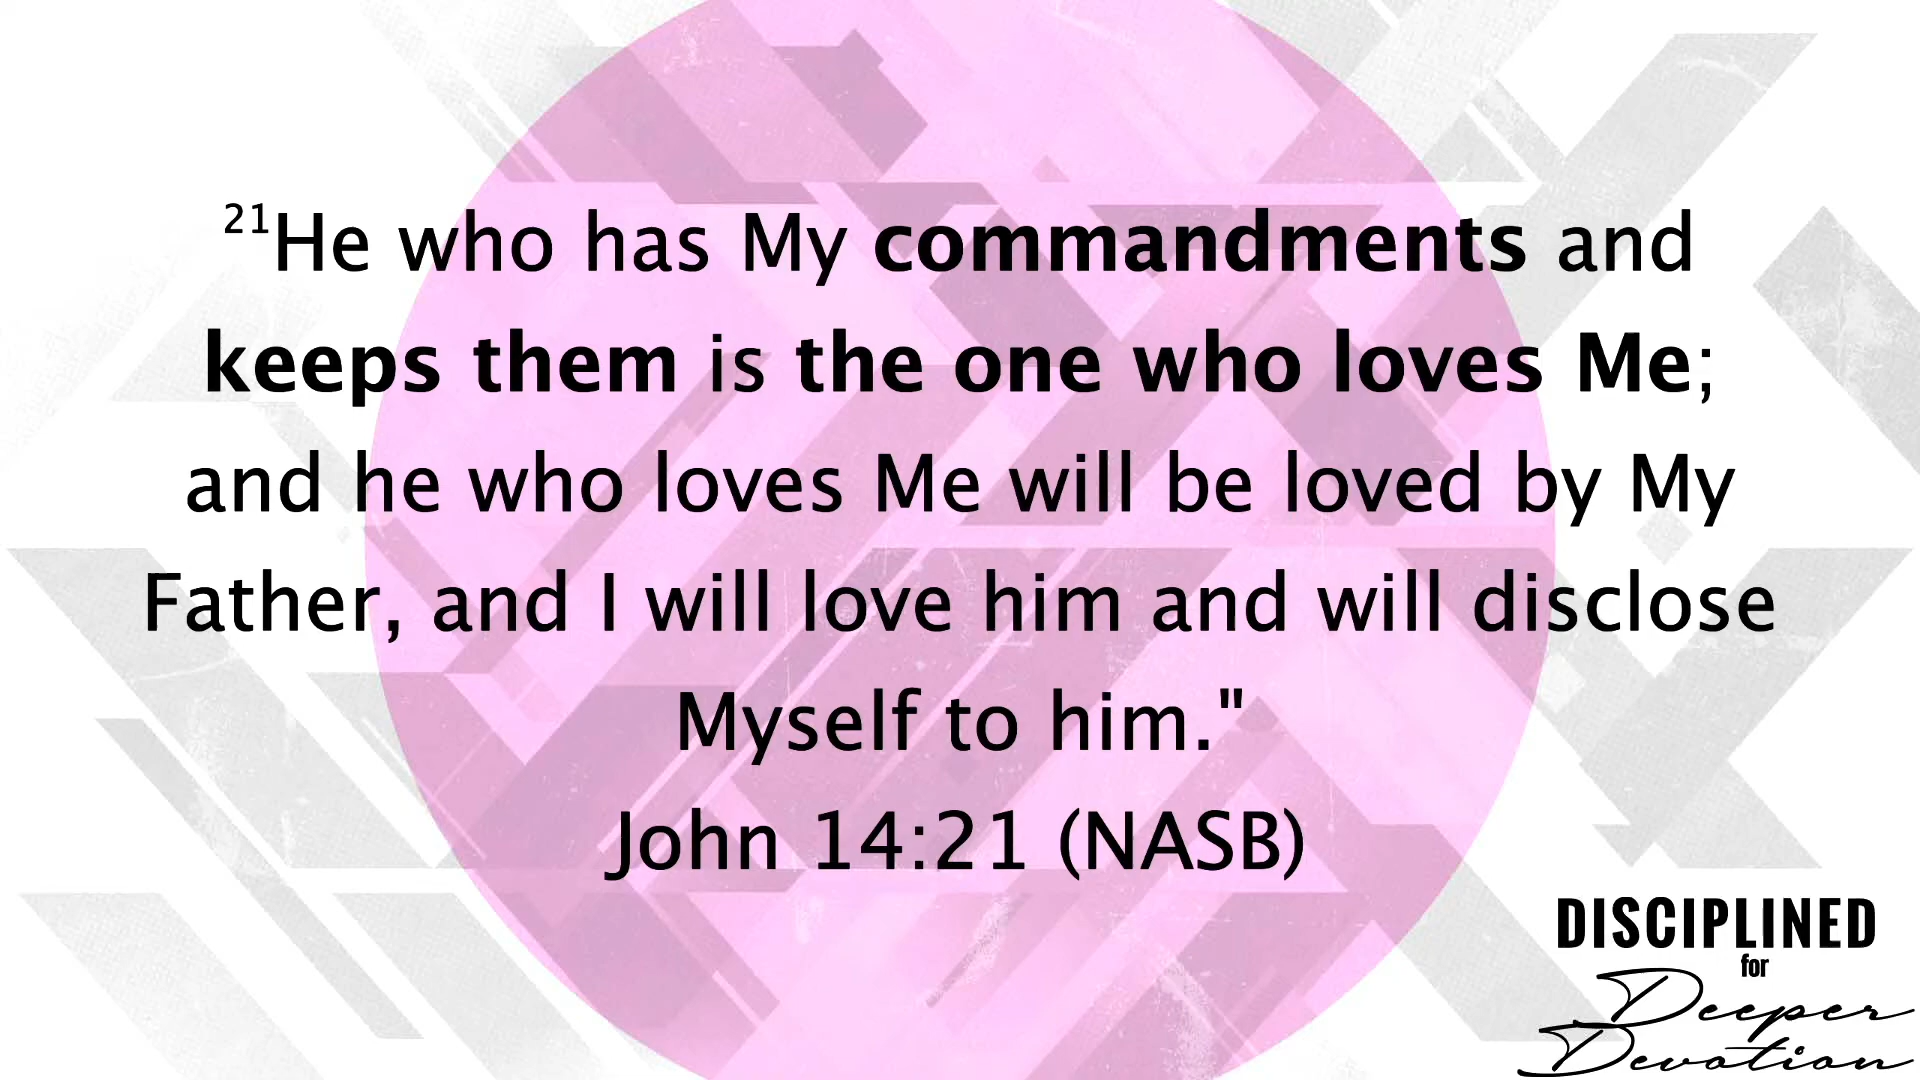 21He who has My commandments and
keeps them is the one who loves Me;
and he who loves Me will be loved by My
Father, and I will love him and will disclose
Myself to him."
John 14:21 (NASB)
DISCIPLINED
for
Deeper
Devotion